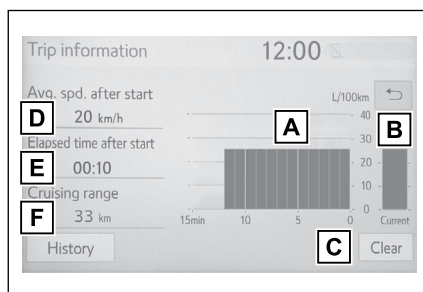 Trip information
12:00
Avg. spd. after start
L/100km
D
20 km/h
A
B
40
30
20
10
0
Elapsed time after start
E
00:10
Cruising range
F
33 km
15min
10
5
0
Current
History
C
Clear